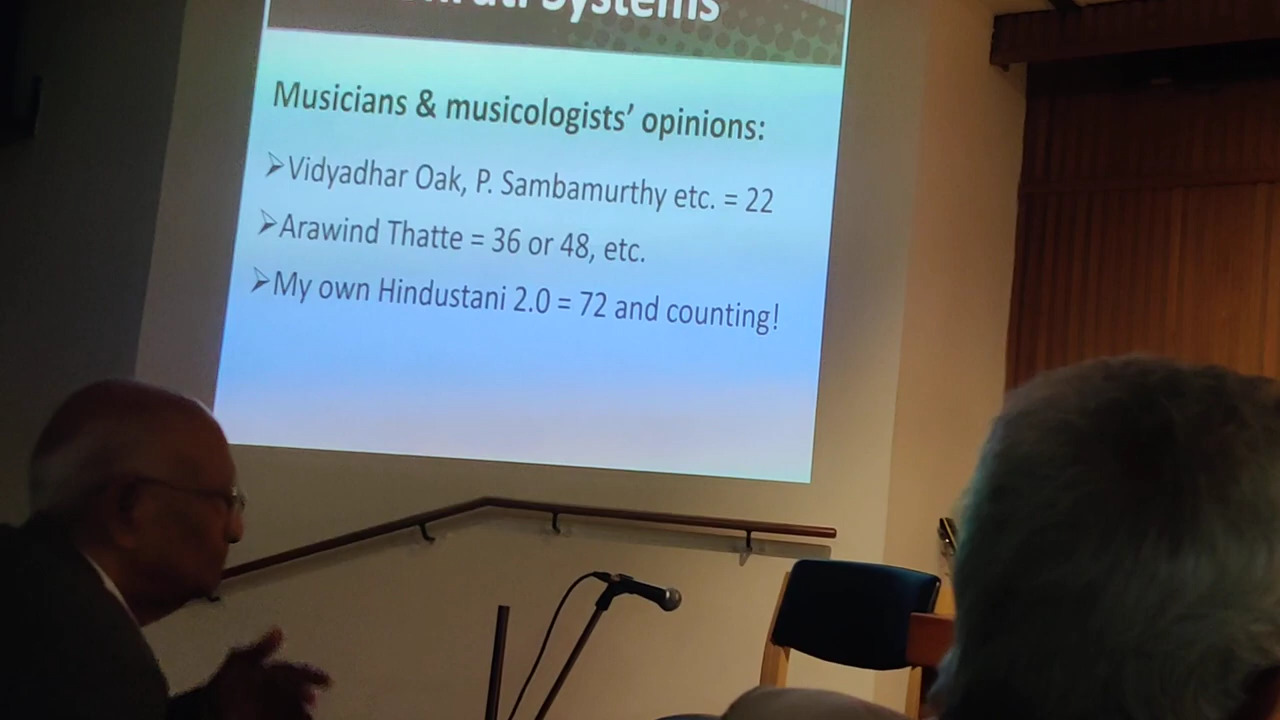 Systems
Musicians & musicologists' opinions:
➢Vidyadhar Oak, P. Sambamurthy etc. = 22
➢Arawind Thatte = 36 or 48, etc.
➢My own Hindustani 2.0 = 72 and counting!